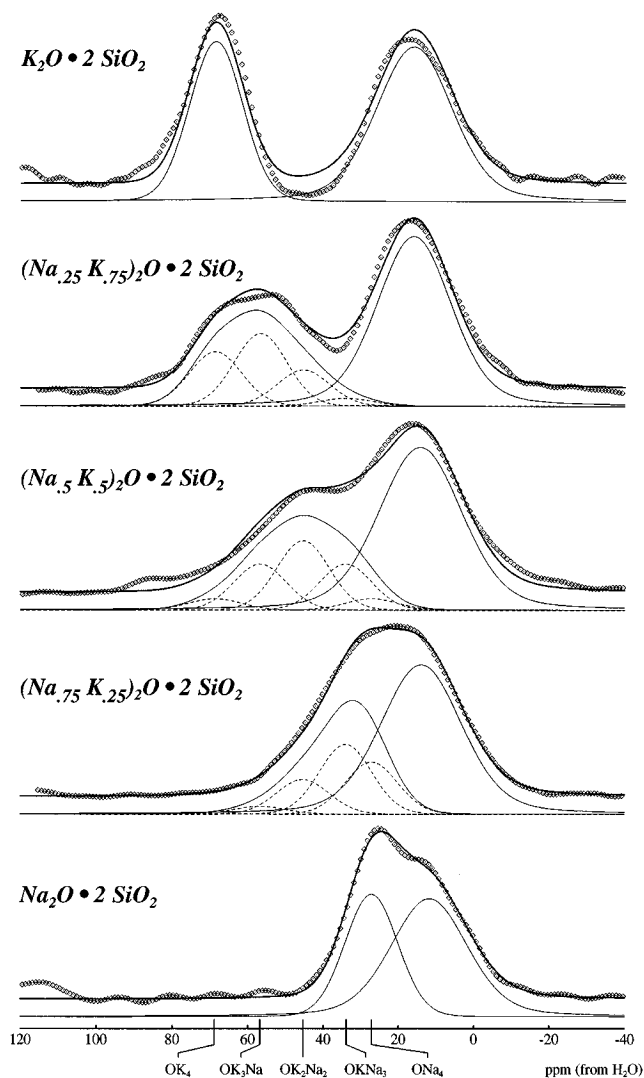 K₂O • 2 SiO₂
(Na.₂₅ K.₇₅)₂O • 2 SiO₂
(Na.₅ K.₅)₂O • 2 SiO₂
(Na.₇₅ K.₂₅)₂O • 2 SiO₂
Na₂O • 2 SiO₂
120 100 80 60 40 20 0 -20 -40
OK₄ OK₃Na OK₂Na₂ OKNa₃ ONa₄ ppm (from H₂O)